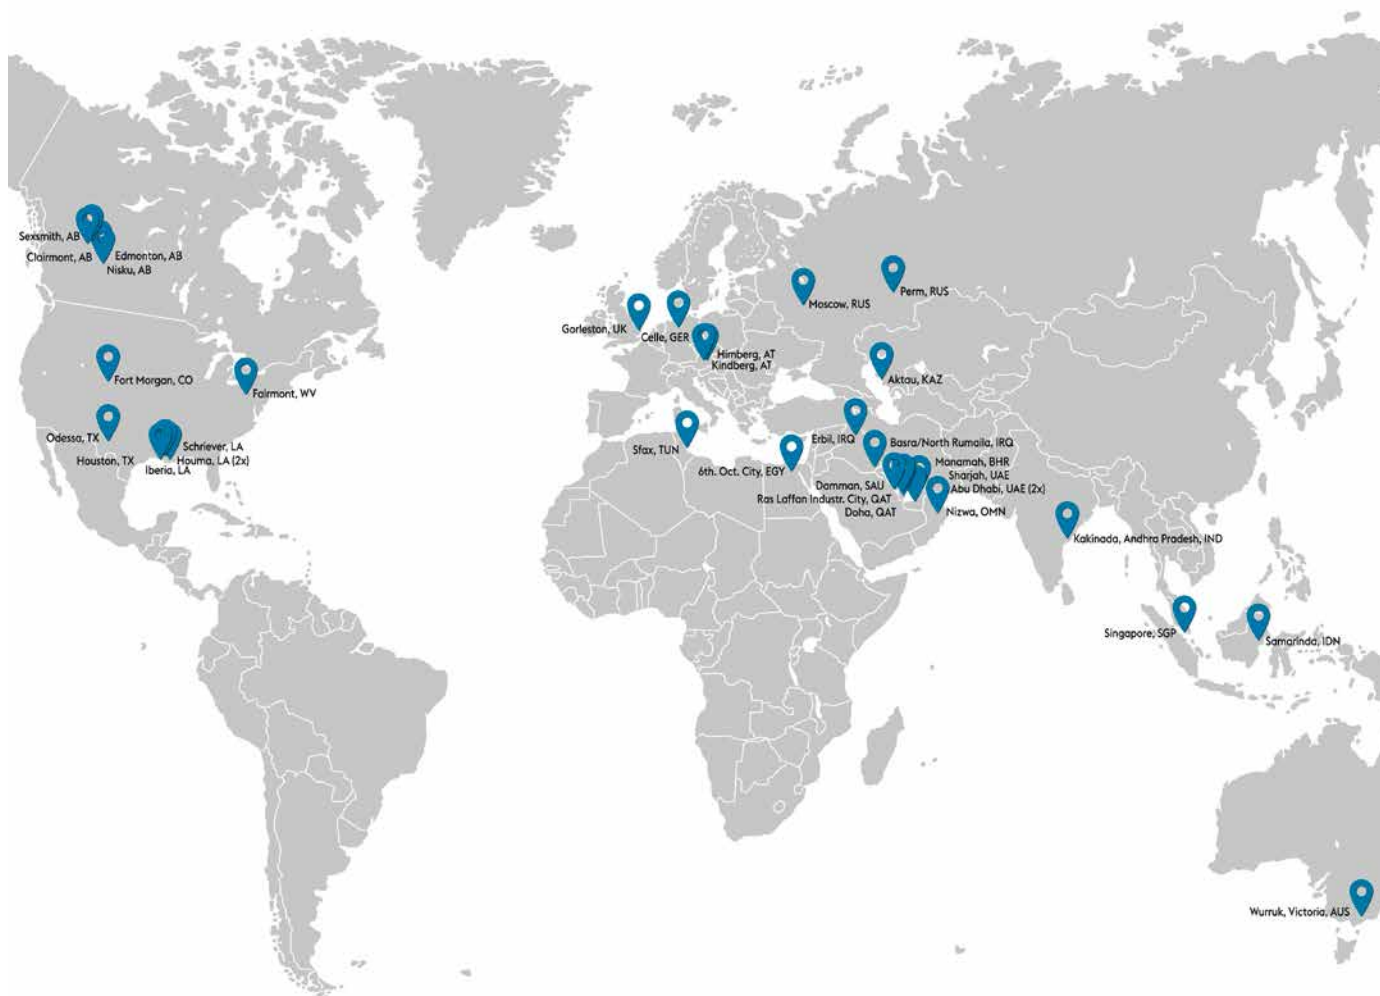 Sexsmith, AB
Clairmont, AB
Edmonton, AB
Nisku, AB
Fort Morgan, CO
Fairmont, WV
Odessa, TX
Houston, TX
Schriever, LA
Houma, LA (2x)
Iberia, LA
Gorleston, UK
Celle, GER
Himberg, AT
Kindberg, AT
Moscow, RUS
Perm, RUS
Aktau, KAZ
Sfax, TUN
6th. Oct. City, EGY
Erbil, IRQ
Basra/North Rumaila, IRQ
Manamah, BHR
Sharjah, UAE
Damman, SAU
Abu Dhabi, UAE (2x)
Ras Laffan Industr. City, QAT
Doha, QAT
Nizwa, OMN
Kakinada, Andhra Pradesh, IND
Singapore, SGP
Samarinda, IDN
Wurruk, Victoria, AUS